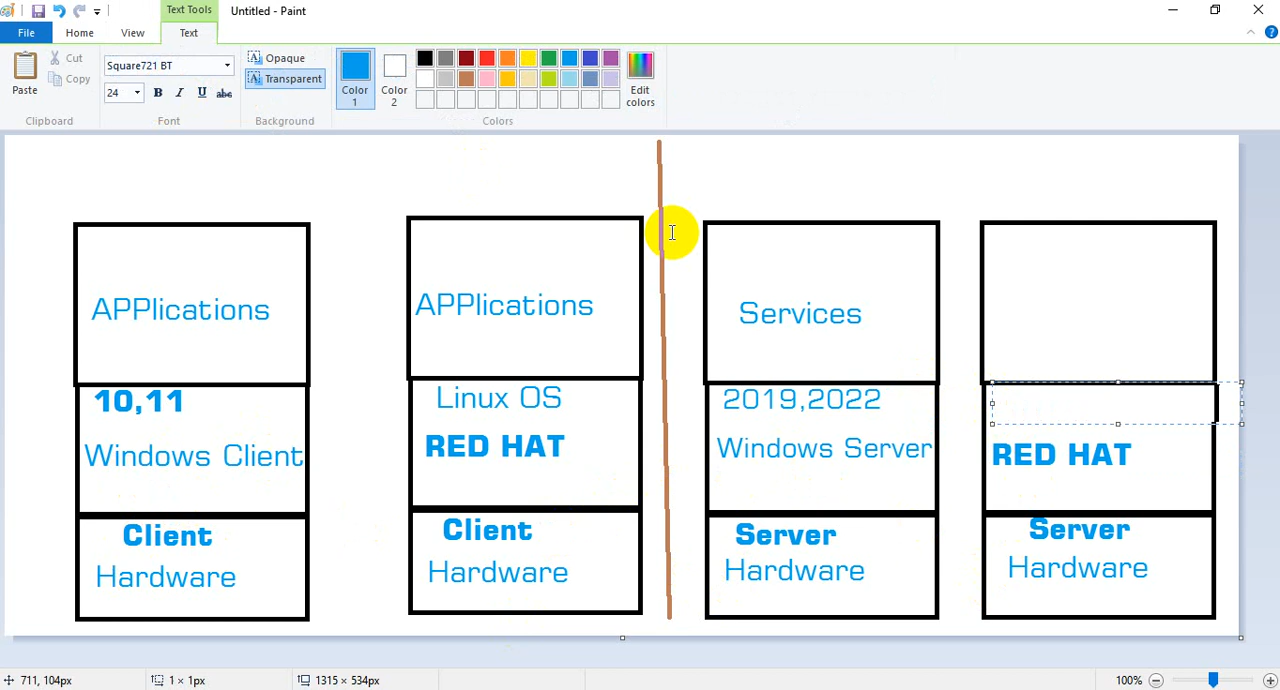 Text Tools
Untitled - Paint
File
Home
View
Text
Paste
Cut
Copy
Clipboard
Square721 BT
24
B I U abc
Font
Opaque
Transparent
Background
Color 1
Color 2
Edit colors
Colors
APPlications
10,11
Windows Client
Client
Hardware
APPlications
Linux OS
RED HAT
Client
Hardware
Services
2019,2022
Windows Server
Server
Hardware
RED HAT
Server
Hardware
711, 104px
1 × 1px
1315 × 534px
100%